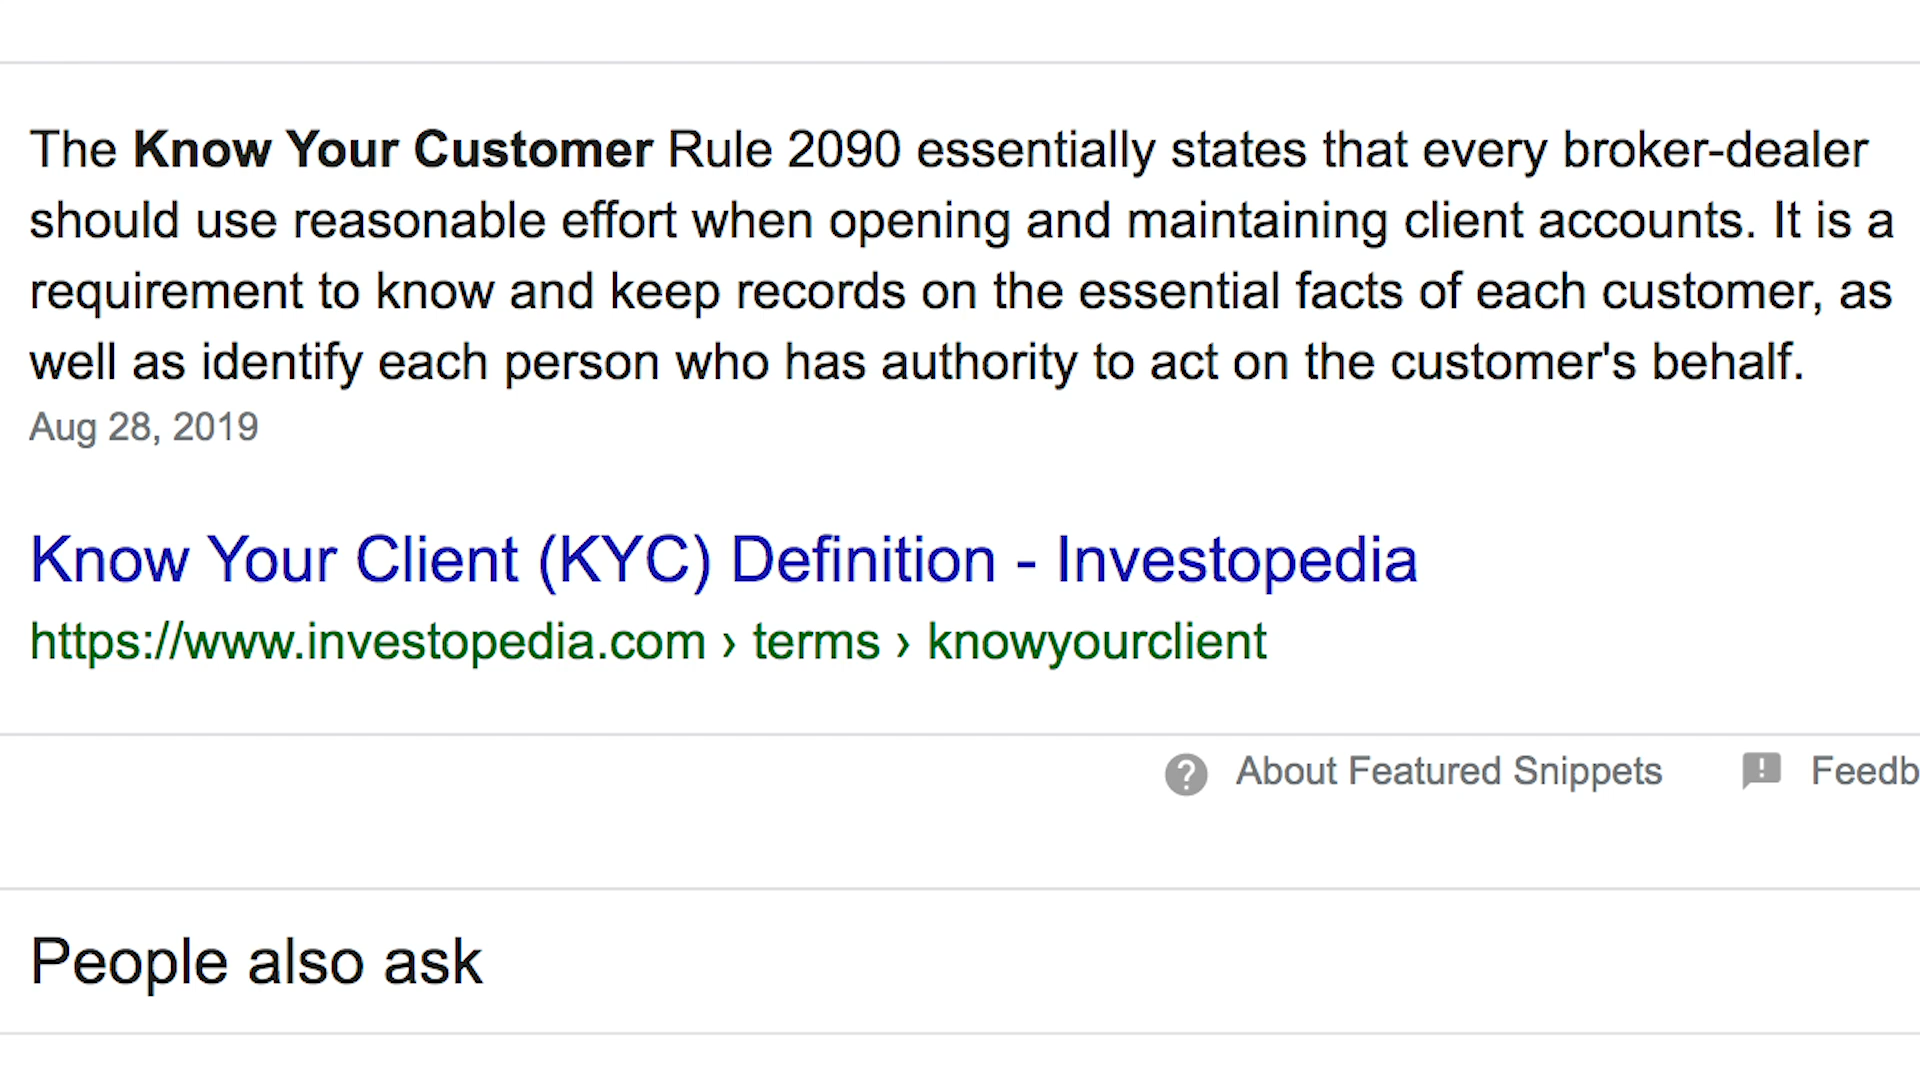 The Know Your Customer Rule 2090 essentially states that every broker-dealer
should use reasonable effort when opening and maintaining client accounts. It is a
requirement to know and keep records on the essential facts of each customer, as
well as identify each person who has authority to act on the customer's behalf.
Aug 28, 2019
Know Your Client (KYC) Definition - Investopedia
https://www.investopedia.com › terms › knowyourclient
About Featured Snippets Feedb
People also ask